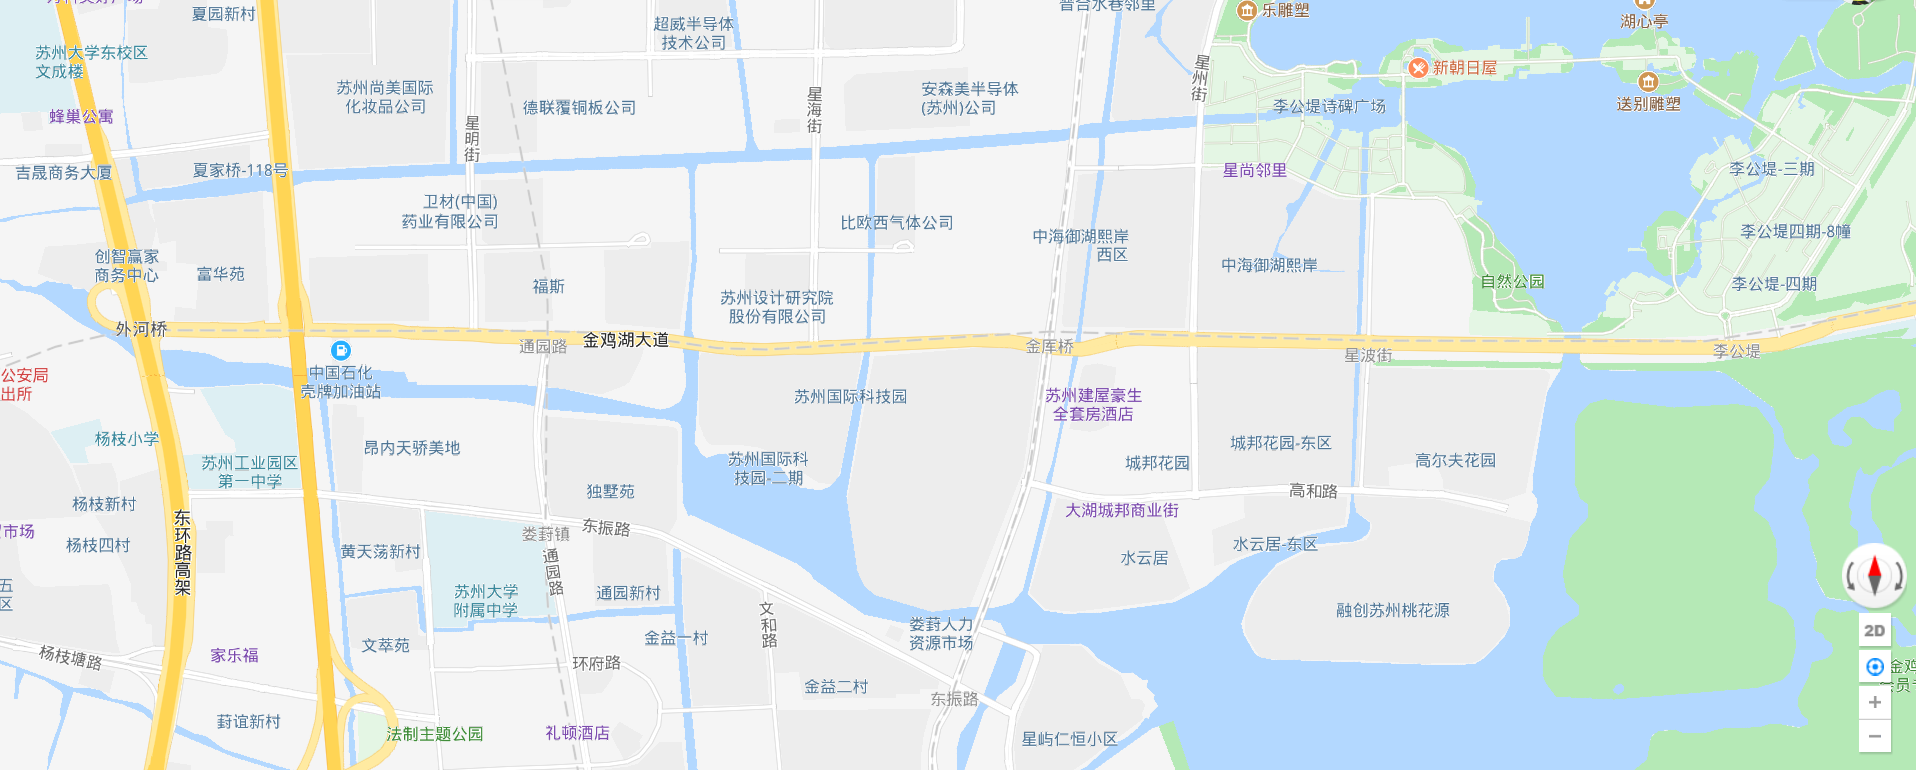 夏园新村
超威半导体
技术公司
普合水巷邻里
乐雕塑
湖心亭
苏州大学东校区
文成楼
星州街
新朝日屋
苏州尚美国际
化妆品公司
德联覆铜板公司
星海街
安森美半导体
(苏州)公司
李公堤诗碑广场
送别雕塑
蜂巢公寓
星明街
吉晟商务大厦
夏家桥-118号
星尚邻里
李公堤-三期
卫材(中国)
药业有限公司
比欧西气体公司
中海御湖熙岸
西区
李公堤四期-8幢
创智赢家
商务中心
富华苑
中海御湖熙岸
自然公园
李公堤-四期
福斯
苏州设计研究院
股份有限公司
外河桥
通园路
金鸡湖大道
金厍桥
星波街
李公堤
公安局
出所
中国石化
壳牌加油站
苏州国际科技园
苏州建屋豪生
全套房酒店
杨枝小学
昂内天骄美地
城邦花园-东区
苏州工业园区
第一中学
苏州国际科
技园-二期
城邦花园
高尔夫花园
独墅苑
高和路
杨枝新村
大湖城邦商业街
市场
东环路高架
杨枝四村
黄天荡新村
娄葑镇
东振路
通园路
水云居
水云居-东区
五
区
苏州大学
附属中学
通园新村
文和路
融创苏州桃花源
娄葑人力
资源市场
2D
文萃苑
金益一村
杨枝塘路
家乐福
环府路
金鸡
会员
金益二村
东振路
葑谊新村
法制主题公园
礼顿酒店
星屿仁恒小区